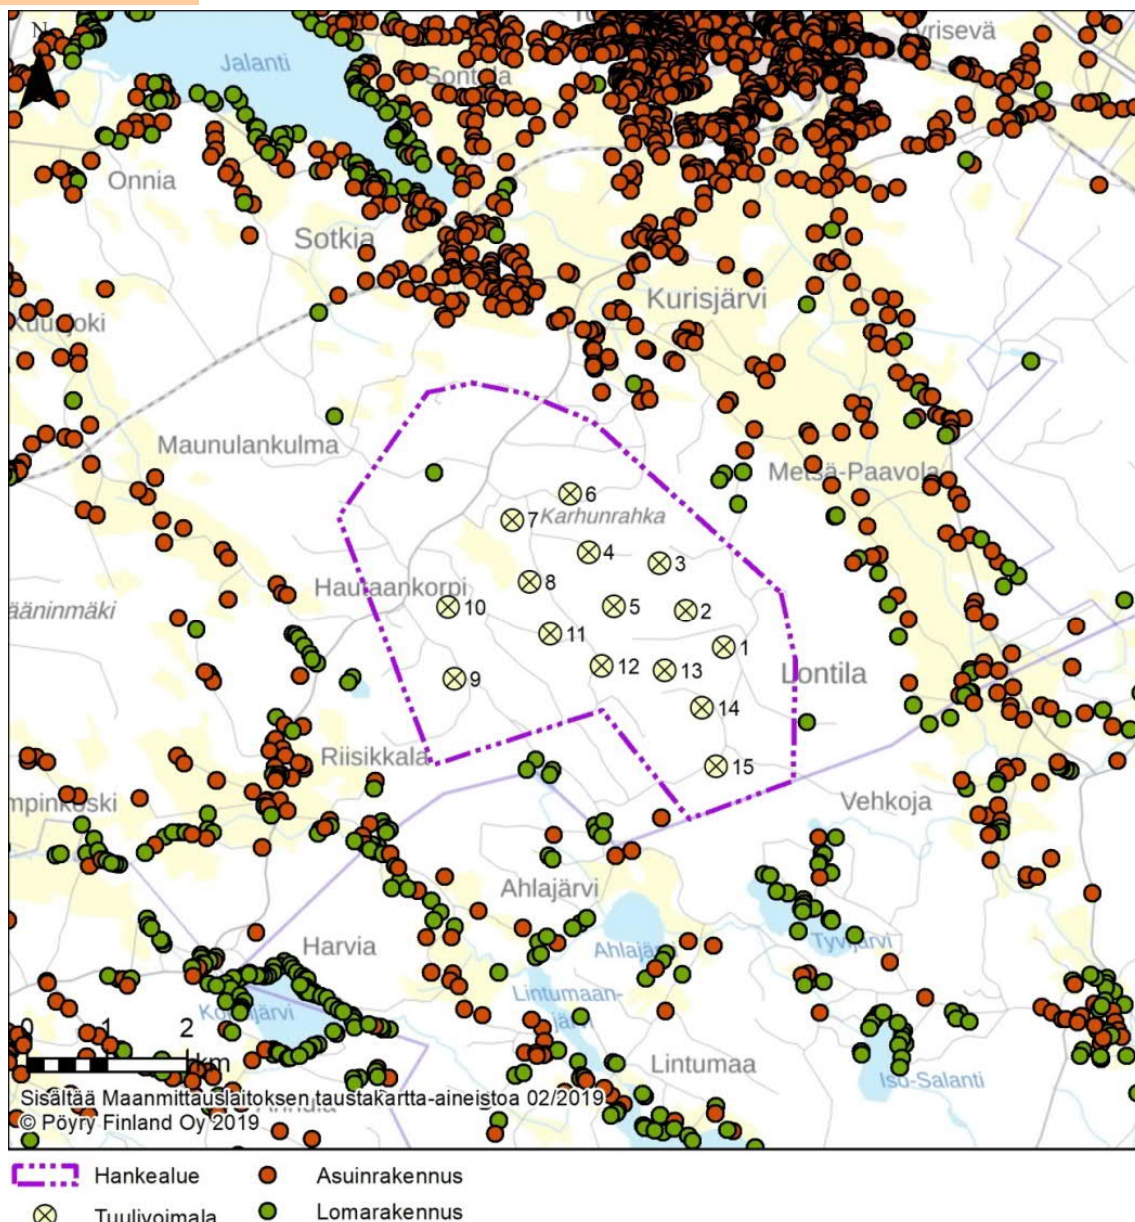 N
Jalanti
Sontula
Onnia
Sotkia
Kurisjärvi
Maunulankulma
Metsä-Paavola
6
7
Karhunrahka
4
3
Hautaankorpi
8
10
5
2
11
1
12
13
9
Lontila
14
Riisikkala
15
Vehkoja
Ahlajärvi
Harvia
Ahlajärvi
Tyvijärvi
Lintumaan-
järvi
0 1 2
km
Lintumaa
Iso-Salanti
Sisältää Maanmittauslaitoksen taustakartta-aineistoa 02/2019
© Pöyry Finland Oy 2019
Hankealue
Asuinrakennus
Tuulivoimala
Lomarakennus